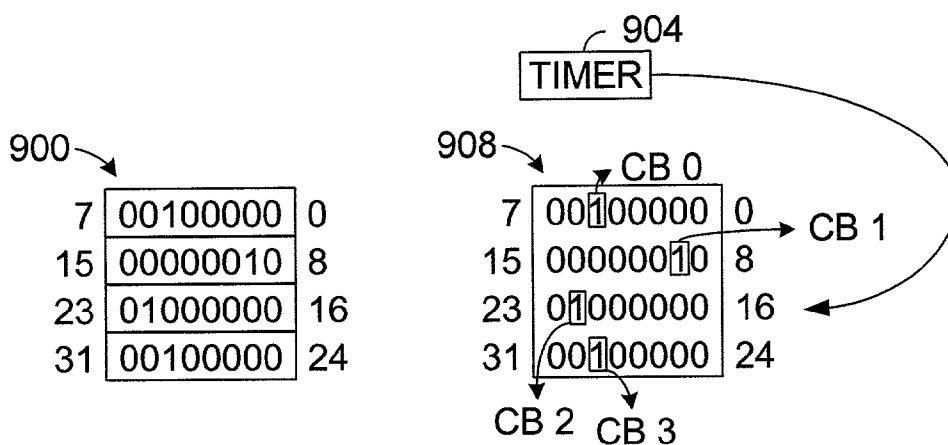 904
TIMER
900
908
CB 0
7 00100000 0
15 00000010 8
23 01000000 16
31 00100000 24
7 00100000 0
CB 1
15 00000010 8
23 01000000 16
31 00100000 24
CB 2
CB 3